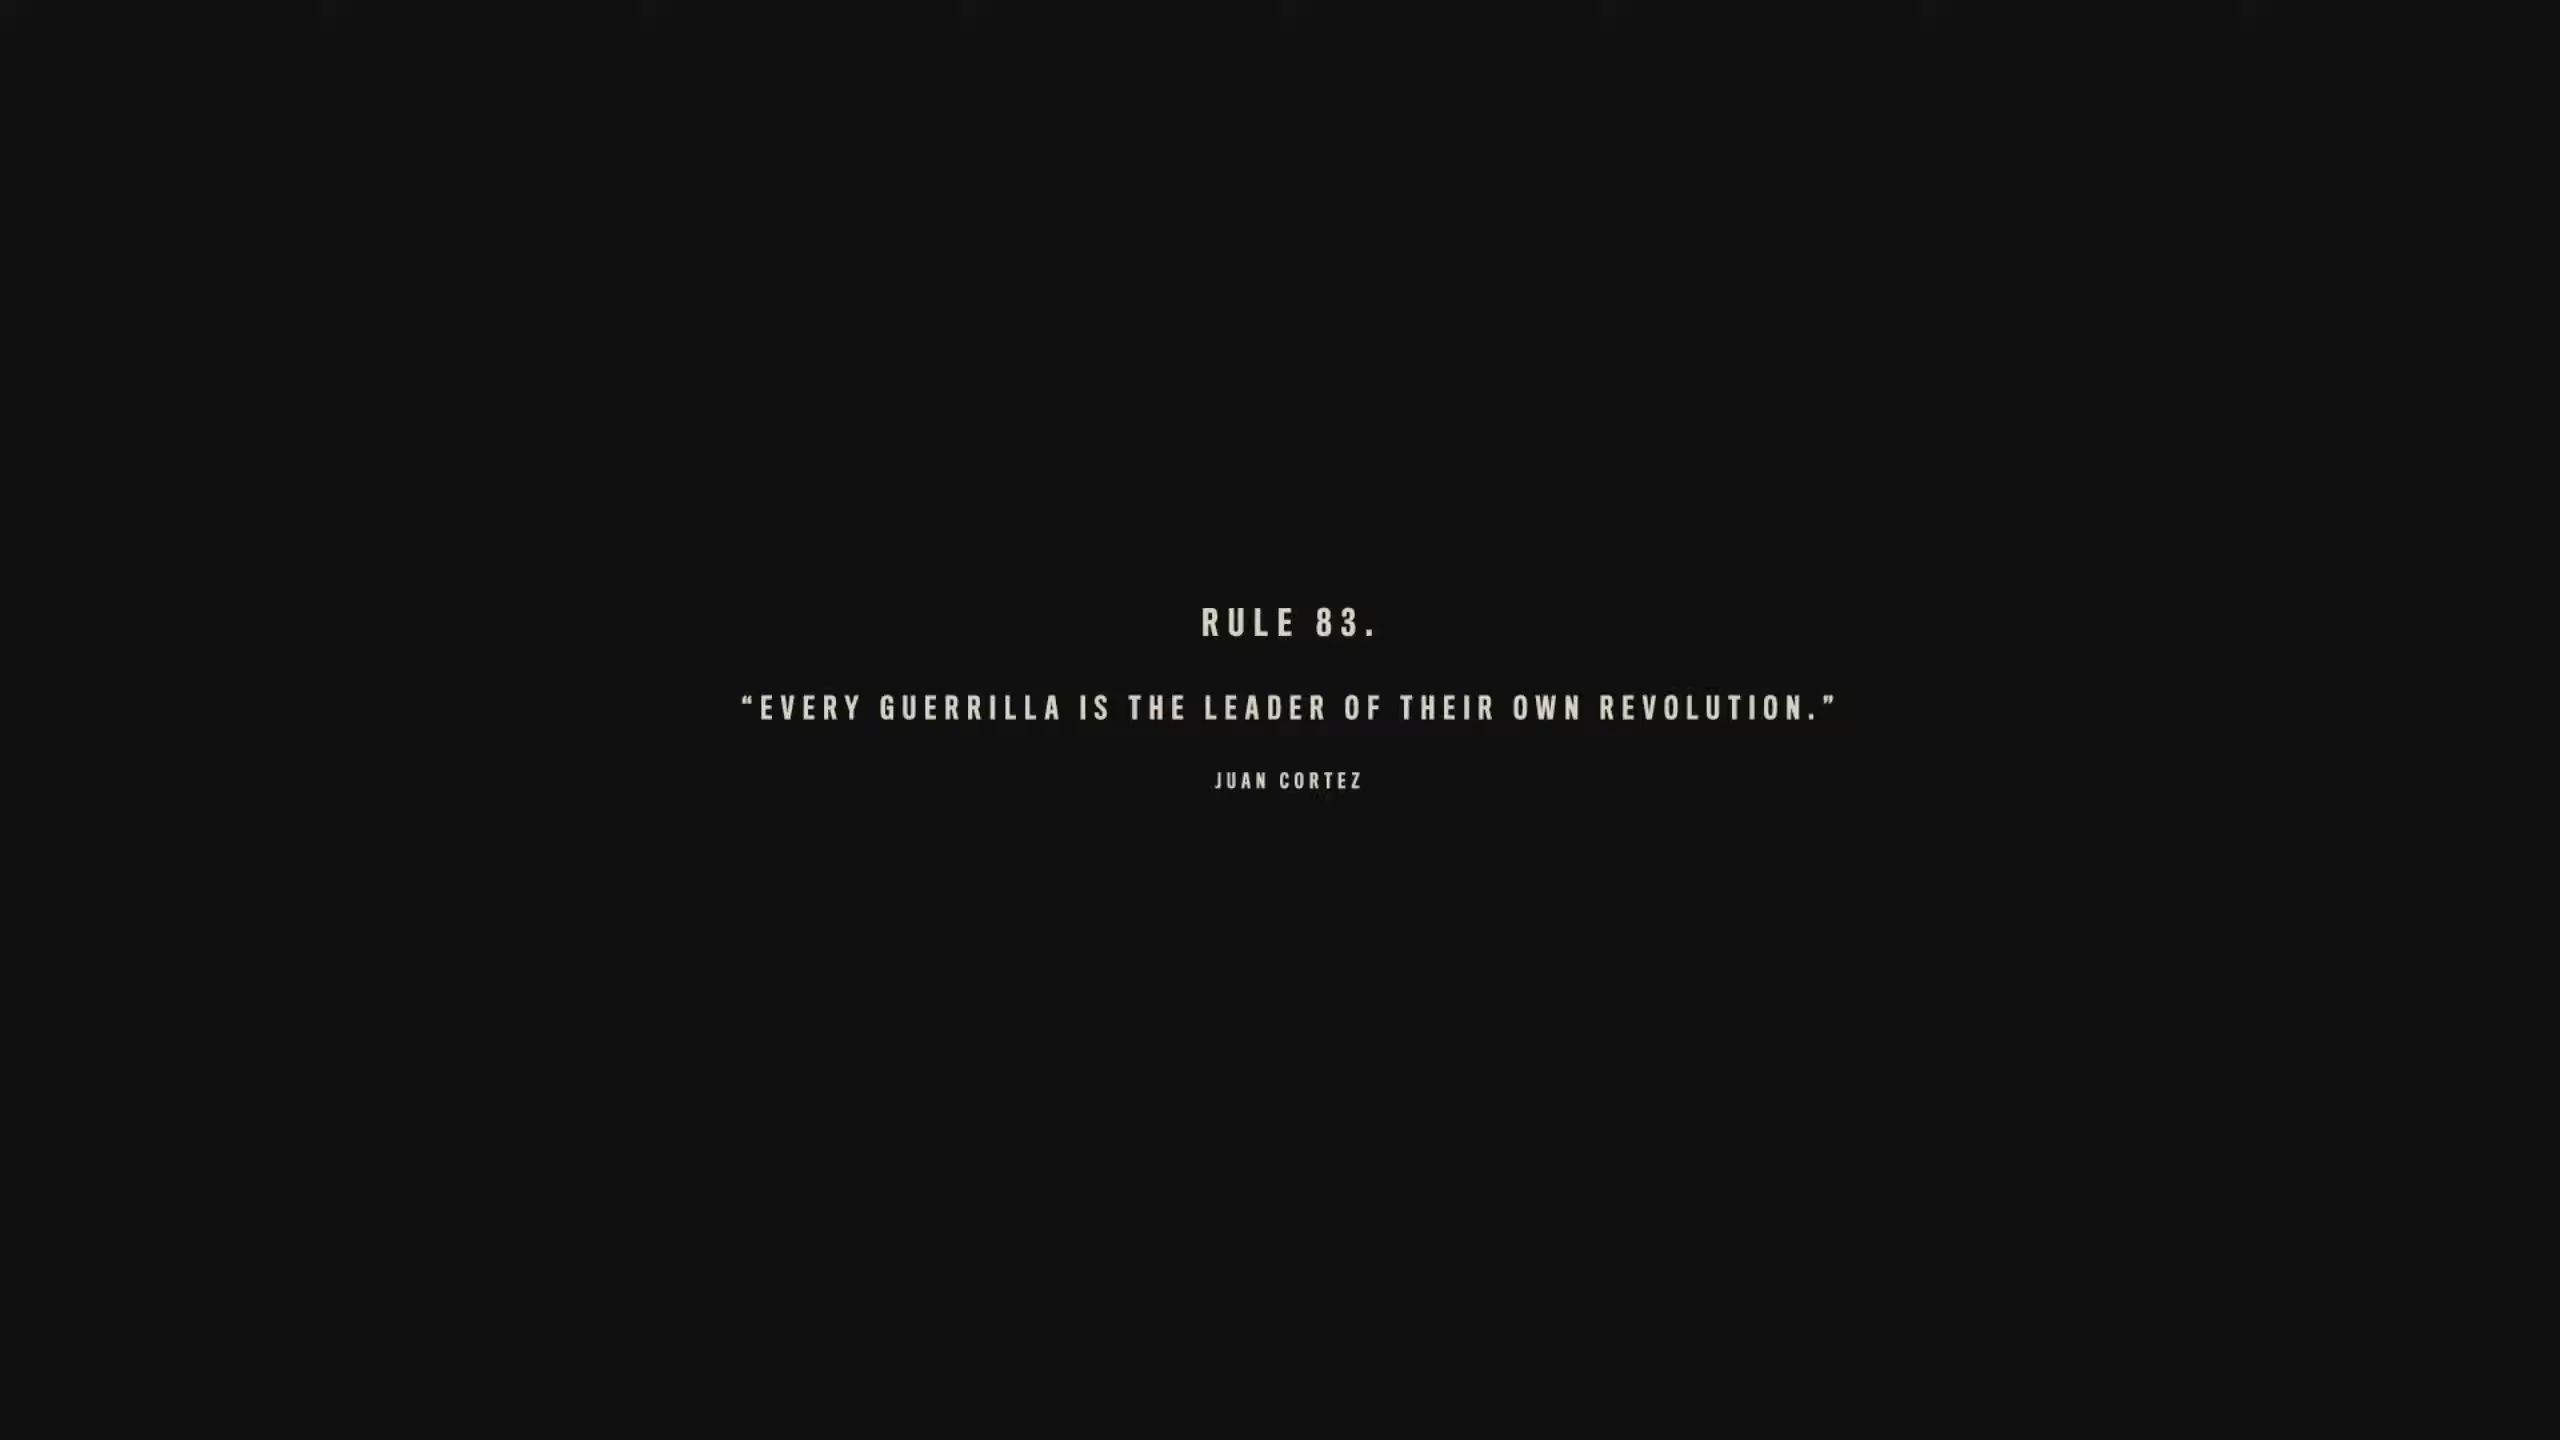 RULE 83.
“EVERY GUERRILLA IS THE LEADER OF THEIR OWN REVOLUTION.”
JUAN CORTEZ